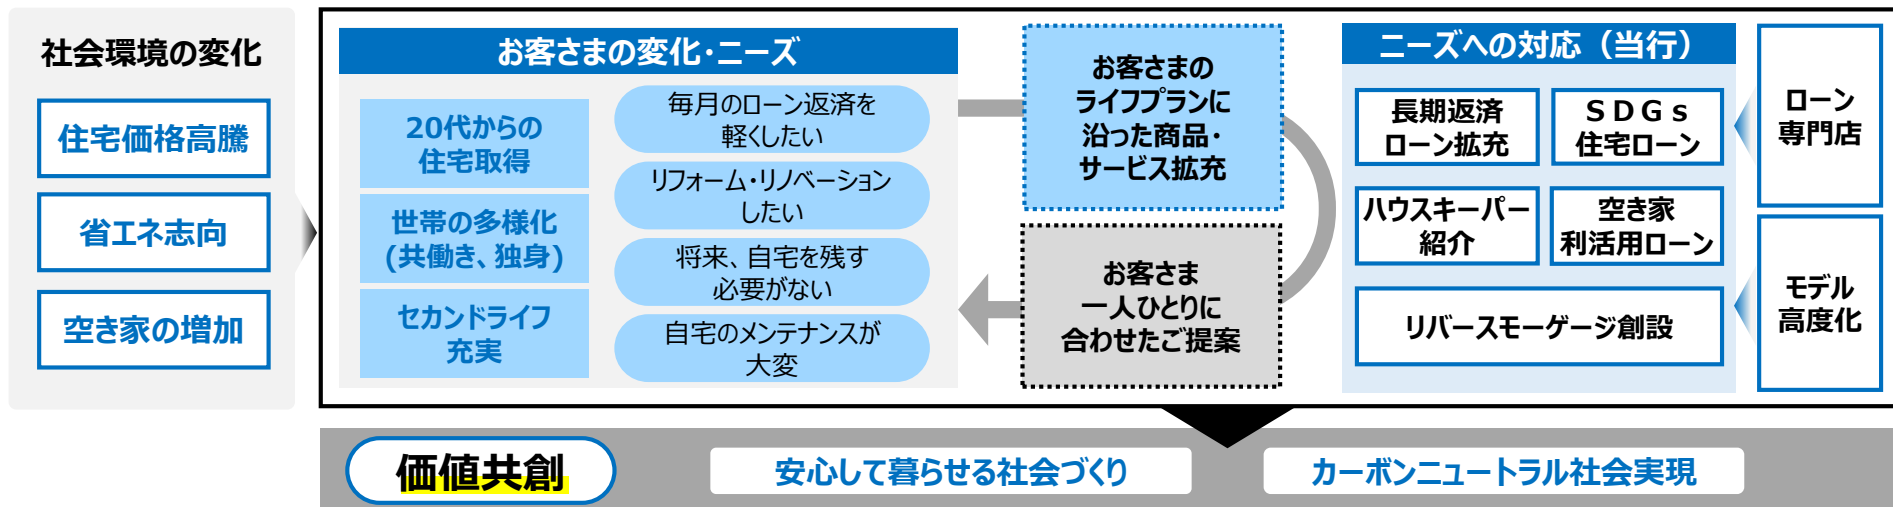 社会環境の変化
住宅価格高騰
省エネ志向
空き家の増加
お客さまの変化・ニーズ
20代からの
住宅取得
世帯の多様化
(共働き、独身)
セカンドライフ
充実
毎月のローン返済を
軽くしたい
リフォーム・リノベーション
したい
将来、自宅を残す
必要がない
自宅のメンテナンスが
大変
お客さまの
ライフプランに
沿った商品・
サービス拡充
お客さま
一人ひとりに
合わせたご提案
ニーズへの対応（当行）
長期返済
ローン拡充
ＳＤＧｓ
住宅ローン
ハウスキーパー
紹介
空き家
利活用ローン
リバースモーゲージ創設
ローン
専門店
モデル
高度化
価値共創
安心して暮らせる社会づくり
カーボンニュートラル社会実現